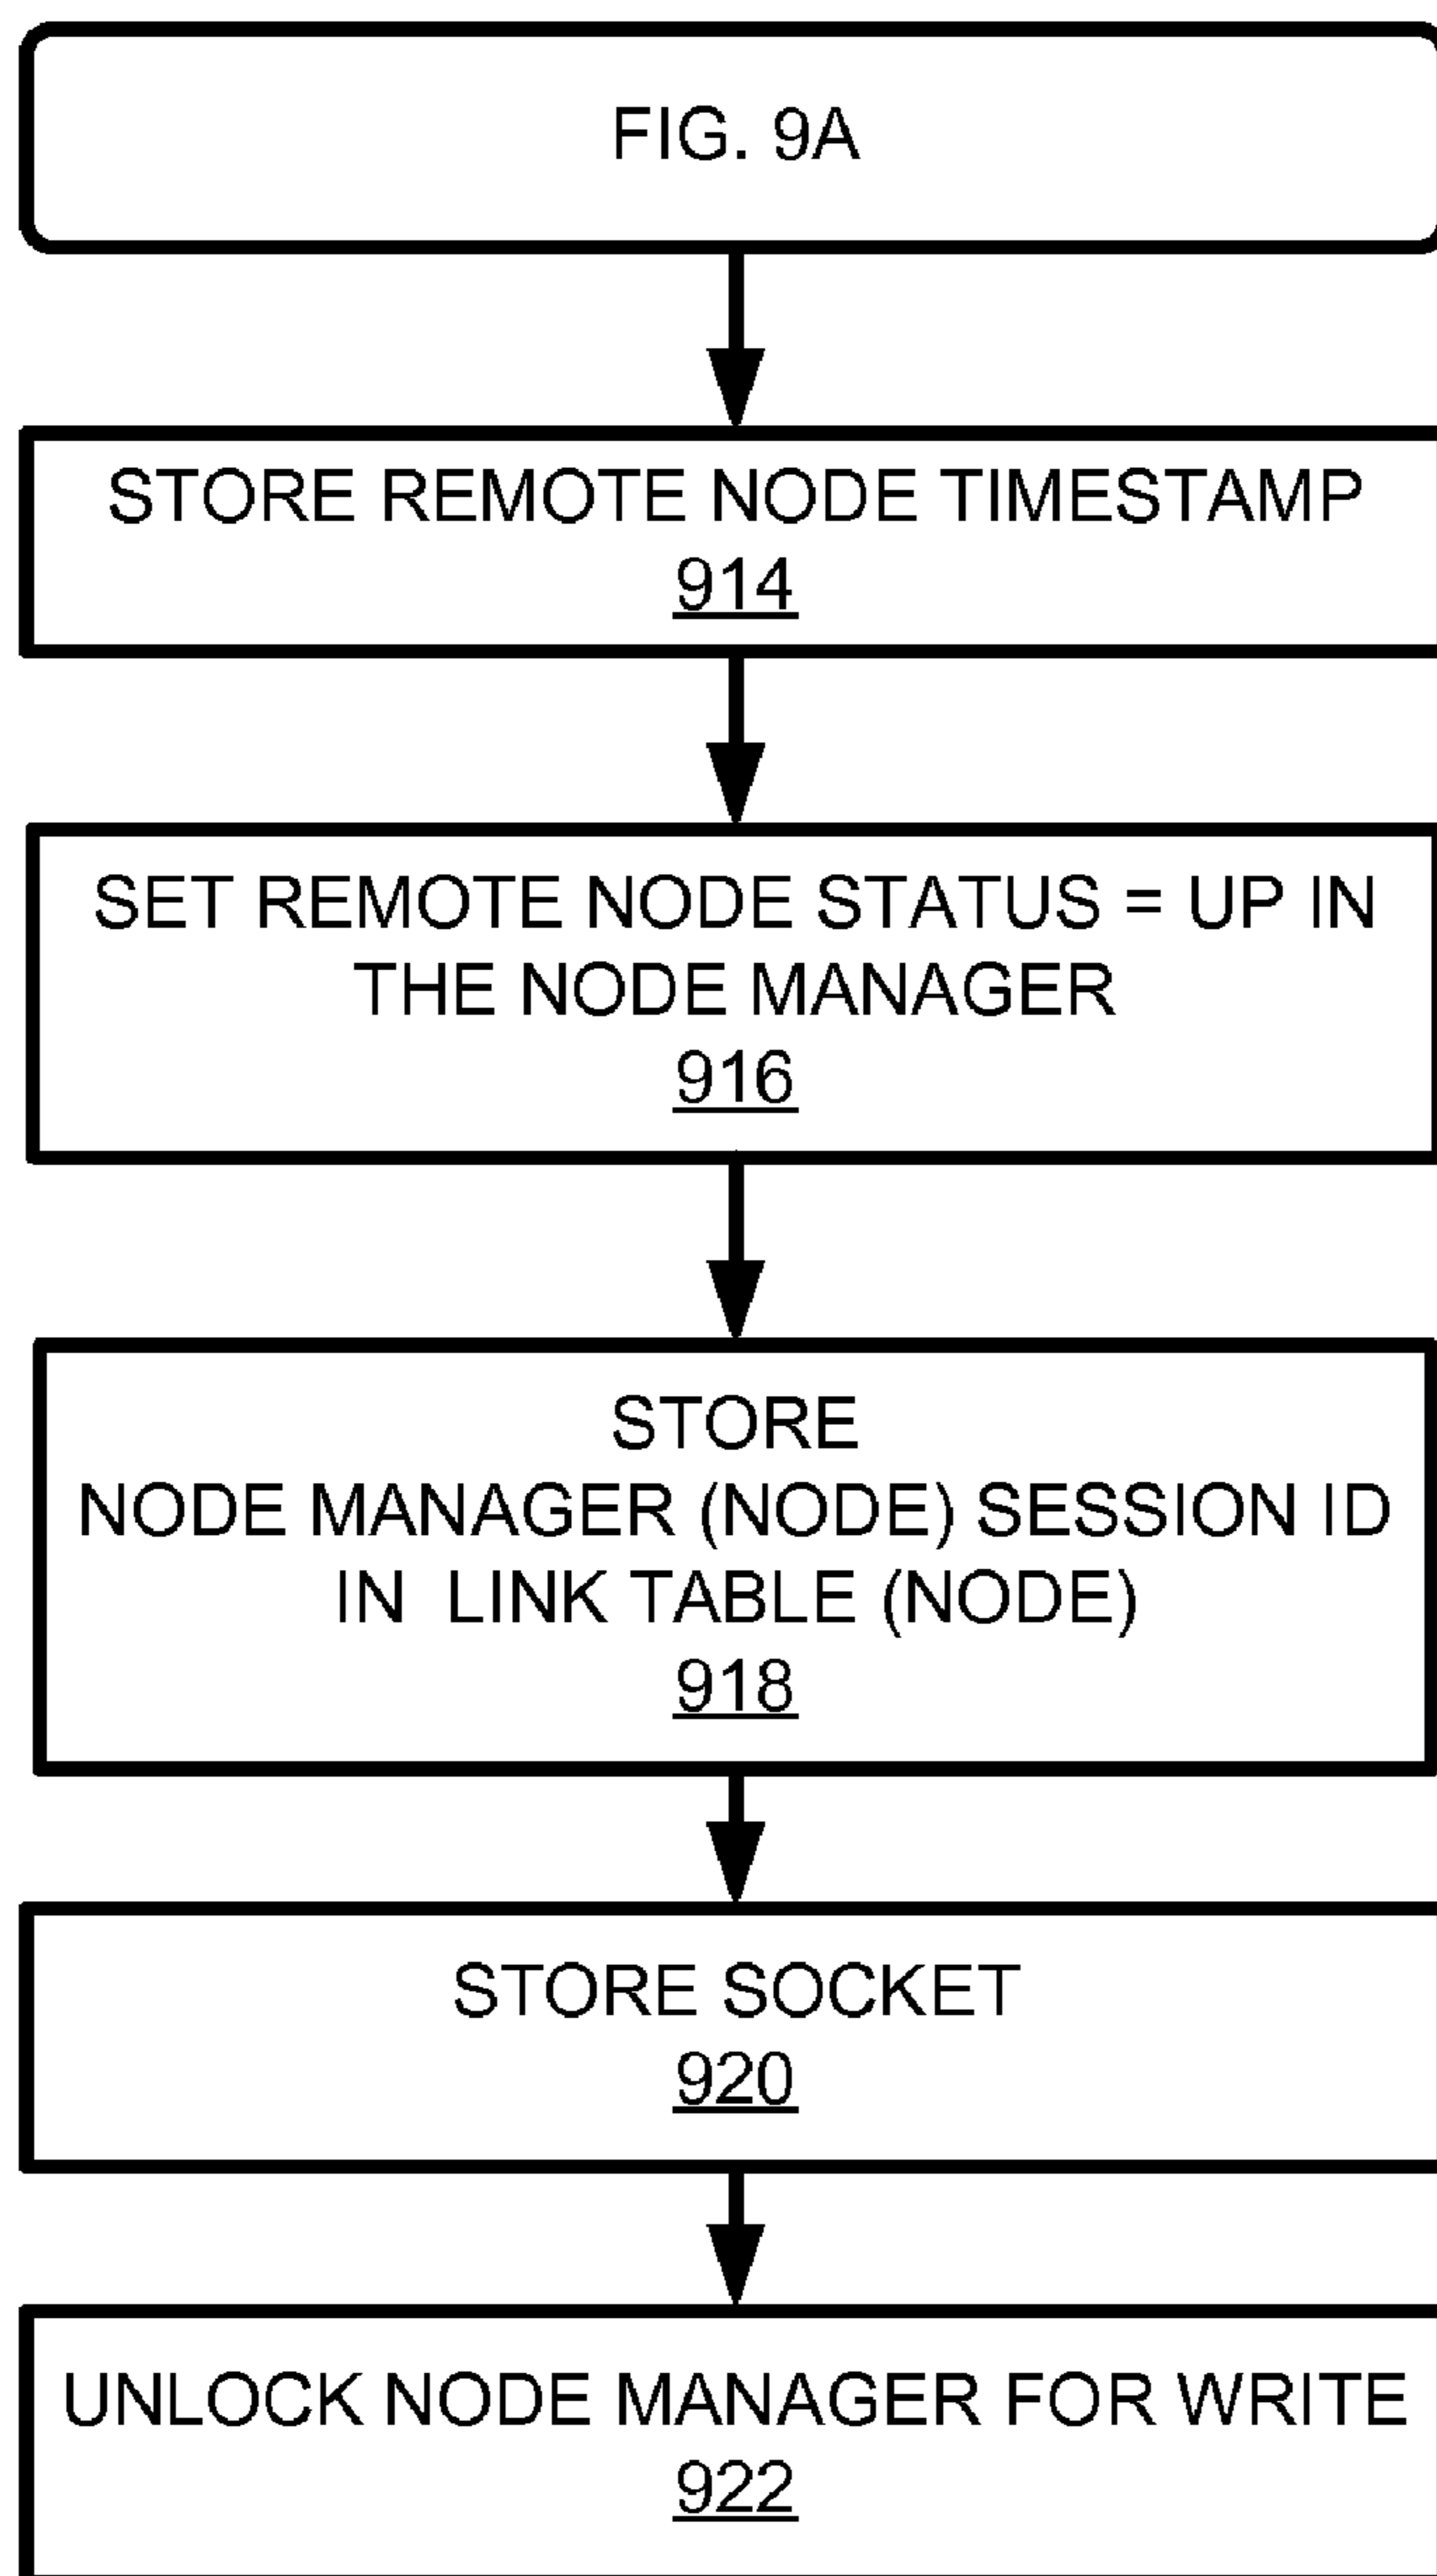 FIG. 9A
STORE REMOTE NODE TIMESTAMP
914
SET REMOTE NODE STATUS = UP IN
THE NODE MANAGER
916
STORE
NODE MANAGER (NODE) SESSION ID
IN LINK TABLE (NODE)
918
STORE SOCKET
920
UNLOCK NODE MANAGER FOR WRITE
922